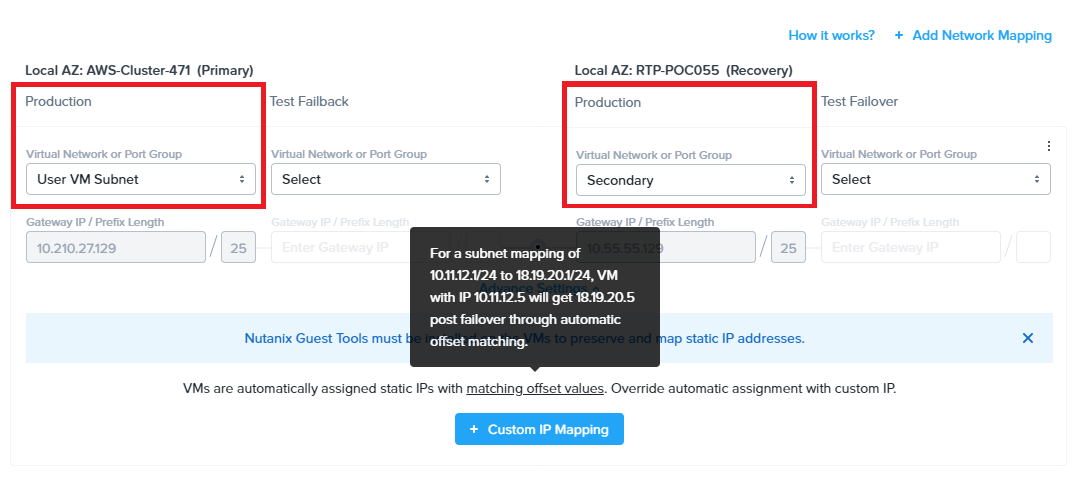 How it works? + Add Network Mapping
Local AZ: AWS-Cluster-471 (Primary) Local AZ: RTP-POC055 (Recovery)
Production Test Failback Production Test Failover
Virtual Network or Port Group Virtual Network or Port Group Virtual Network or Port Group Virtual Network or Port Group
User VM Subnet Select Secondary Select
Gateway IP / Prefix Length Gateway IP / Prefix Length Gateway IP / Prefix Length Gateway IP / Prefix Length
10.210.27.129 / 25 Enter Gateway IP 10.55.55.129 / 25 Enter Gateway IP /
For a subnet mapping of
10.11.12.1/24 to 18.19.20.1/24, VM
with IP 10.11.12.5 will get 18.19.20.5
post failover through automatic
offset matching.
Advance Settings
Nutanix Guest Tools must be installed on the VMs to preserve and map static IP addresses.
VMs are automatically assigned static IPs with matching offset values. Override automatic assignment with custom IP.
+ Custom IP Mapping